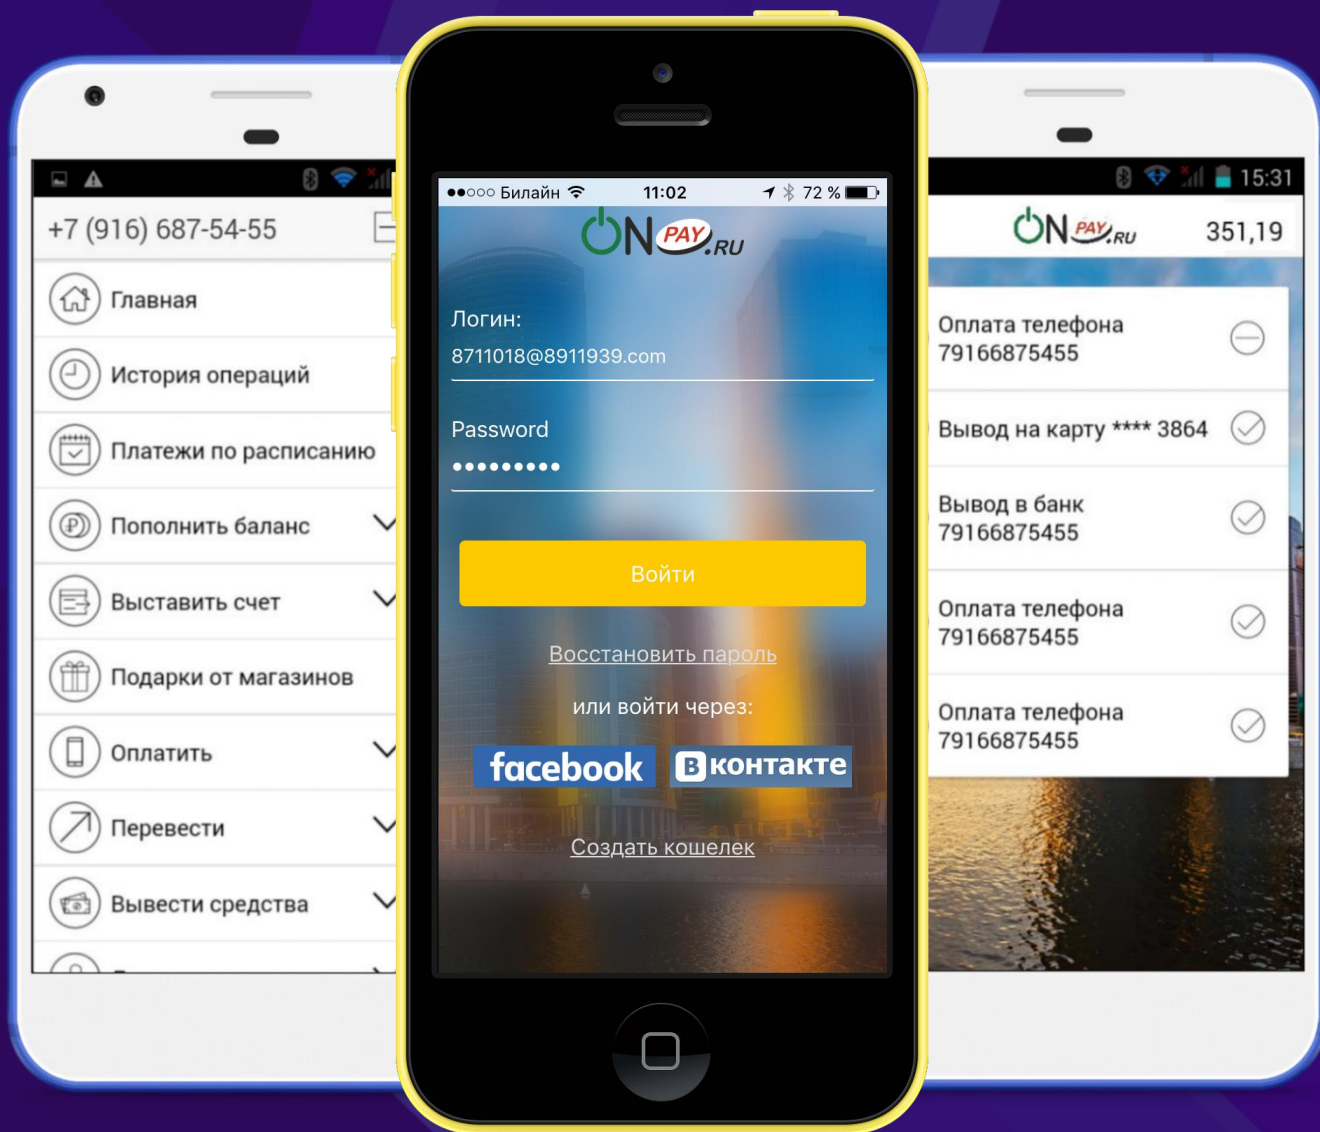 +7 (916) 687-54-55
Главная
История операций
Платежи по расписанию
Пополнить баланс
Выставить счет
Подарки от магазинов
Оплатить
Перевести
Вывести средства
Билайн 11:02 72 %
ON PAY.RU
Логин:
8711018@8911939.com
Password
Войти
Восстановить пароль
или войти через:
facebook
В контакте
Создать кошелек
15:31
ON PAY.RU 351,19
Оплата телефона
79166875455
Вывод на карту **** 3864
Вывод в банк
79166875455
Оплата телефона
79166875455
Оплата телефона
79166875455